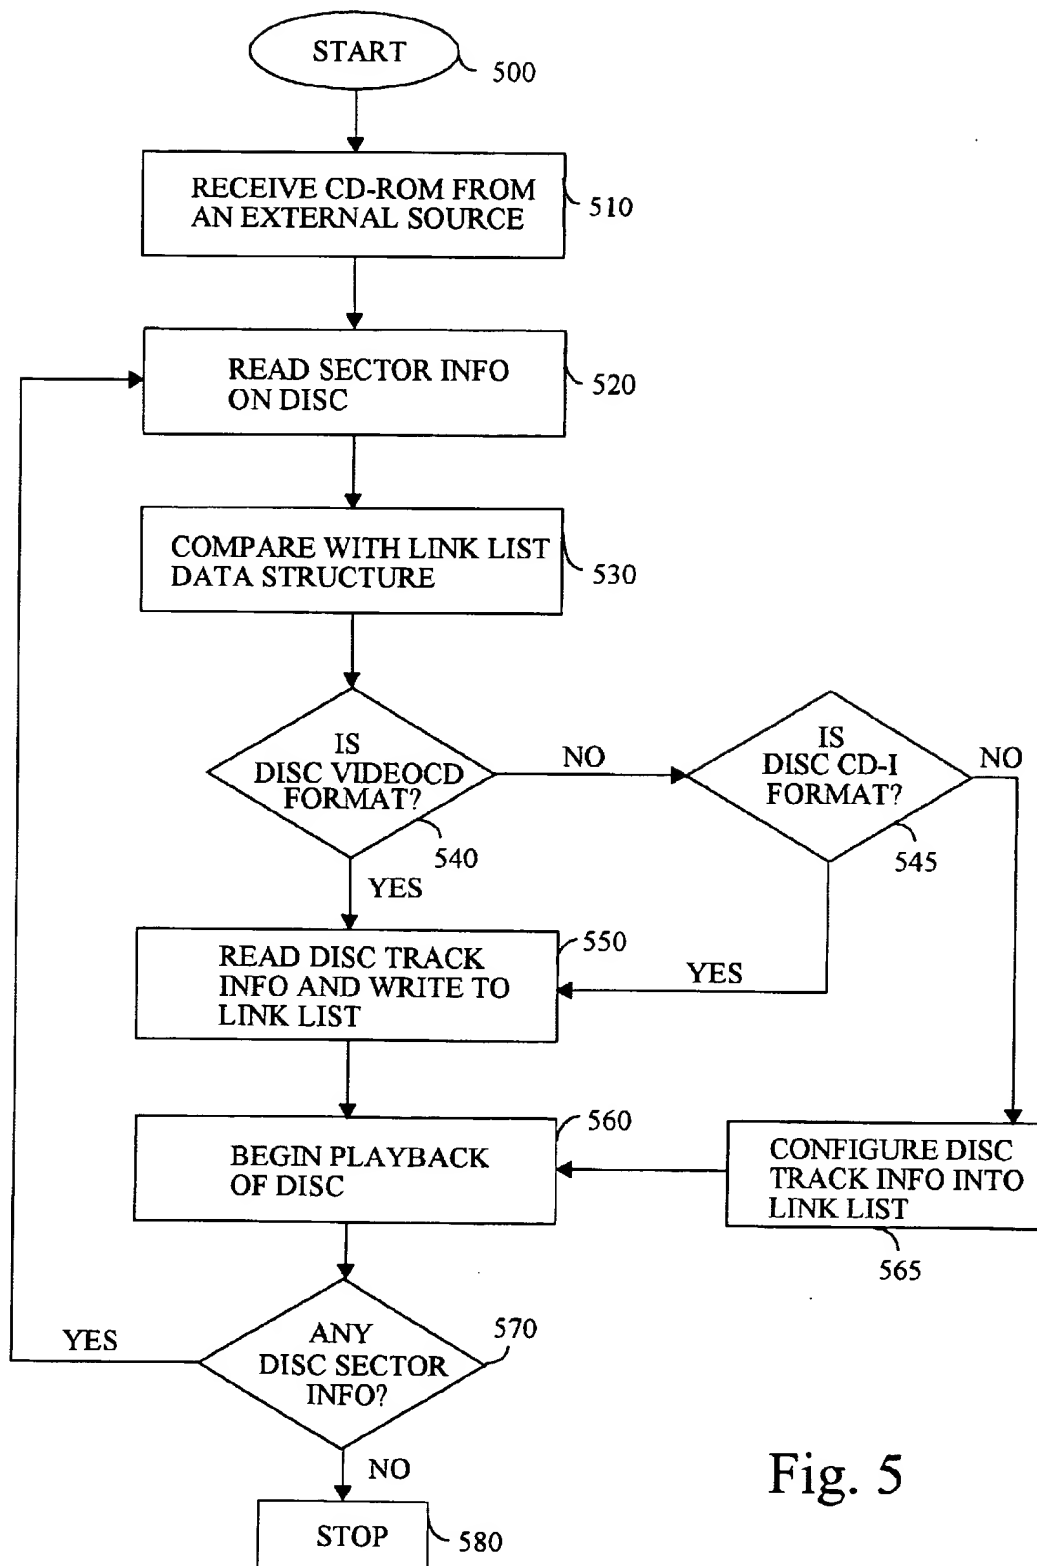 START
500
RECEIVE CD-ROM FROM
AN EXTERNAL SOURCE
510
READ SECTOR INFO
ON DISC
520
COMPARE WITH LINK LIST
DATA STRUCTURE
530
IS
DISC VIDEOCD
FORMAT?
540
NO
IS
DISC CD-I
FORMAT?
545
NO
YES
READ DISC TRACK
INFO AND WRITE TO
LINK LIST
550
YES
BEGIN PLAYBACK
OF DISC
560
CONFIGURE DISC
TRACK INFO INTO
LINK LIST
565
ANY
DISC SECTOR
INFO?
570
YES
NO
STOP
580
Fig. 5